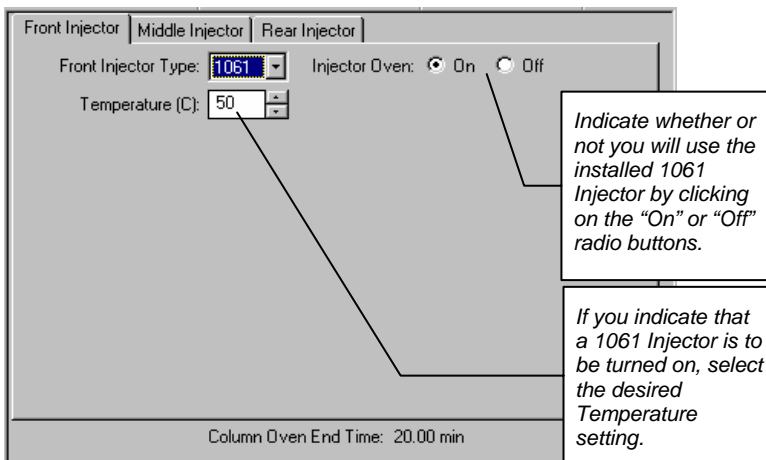 Front Injector Middle Injector Rear Injector
Front Injector Type: 1061 Injector Oven: On Off
Temperature (C): 50
Indicate whether or
not you will use the
installed 1061
Injector by clicking
on the “On” or “Off”
radio buttons.
If you indicate that
a 1061 Injector is to
be turned on, select
the desired
Temperature
setting.
Column Oven End Time: 20.00 min